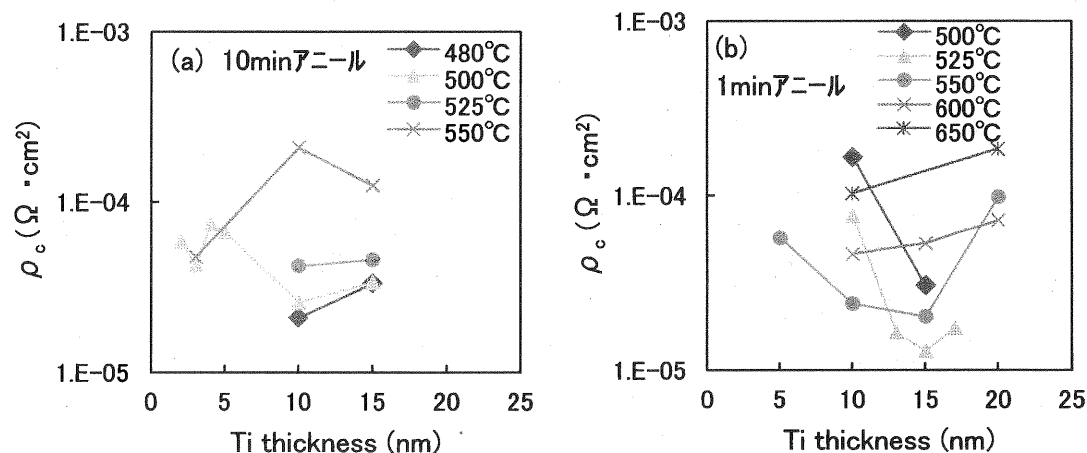 (a) 10minアニール
480℃
500℃
525℃
550℃
1.E-03
1.E-04
1.E-05
ρc (Ω・cm²)
0 5 10 15 20 25
Ti thickness (nm)
(b)
1minアニール
500℃
525℃
550℃
600℃
650℃
1.E-03
1.E-04
1.E-05
ρc (Ω・cm²)
0 5 10 15 20 25
Ti thickness (nm)